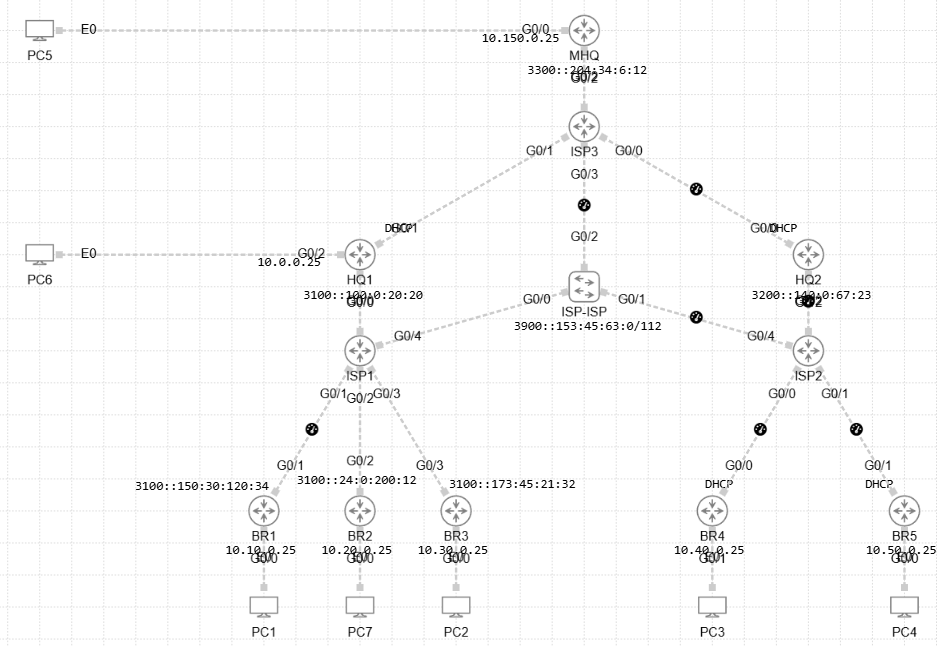 E0
G0/0
10.150.0.25
PC5
MHQ
3300::204:34:6:12
G0/2
G0/1
ISP3
G0/0
G0/3
DHCP
G0/1
G0/0
DHCP
G0/2
E0
G0/2
10.0.0.25
PC6
HQ1
HQ2
3100::100:0:20:20
G0/0
G0/0
G0/1
3200::142:0:67:23
G0/2
ISP-ISP
3900::153:45:63:0/112
G0/4
G0/4
ISP1
ISP2
G0/1
G0/2
G0/3
G0/0
G0/1
G0/1
G0/2
G0/3
G0/0
G0/1
3100::150:30:120:34
3100::24:0:200:12
3100::173:45:21:32
DHCP
DHCP
BR1
BR2
BR3
BR4
BR5
10.10.0.25
10.20.0.25
10.30.0.25
10.40.0.25
10.50.0.25
G0/0
G0/0
G0/0
G0/1
G0/0
PC1
PC7
PC2
PC3
PC4